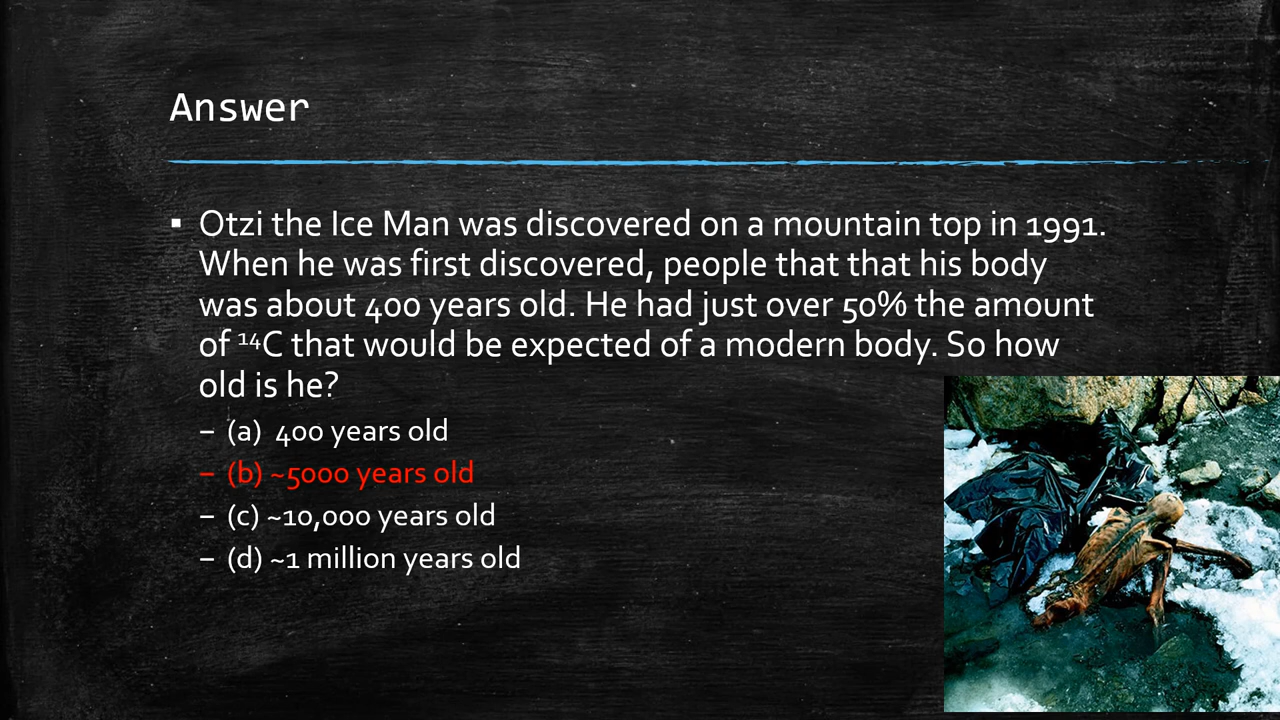 Answer
▪ Otzi the Ice Man was discovered on a mountain top in 1991.
When he was first discovered, people that that his body
was about 400 years old. He had just over 50% the amount
of ¹⁴C that would be expected of a modern body. So how
old is he?
– (a)  400 years old
– (b) ~5000 years old
– (c) ~10,000 years old
– (d) ~1 million years old